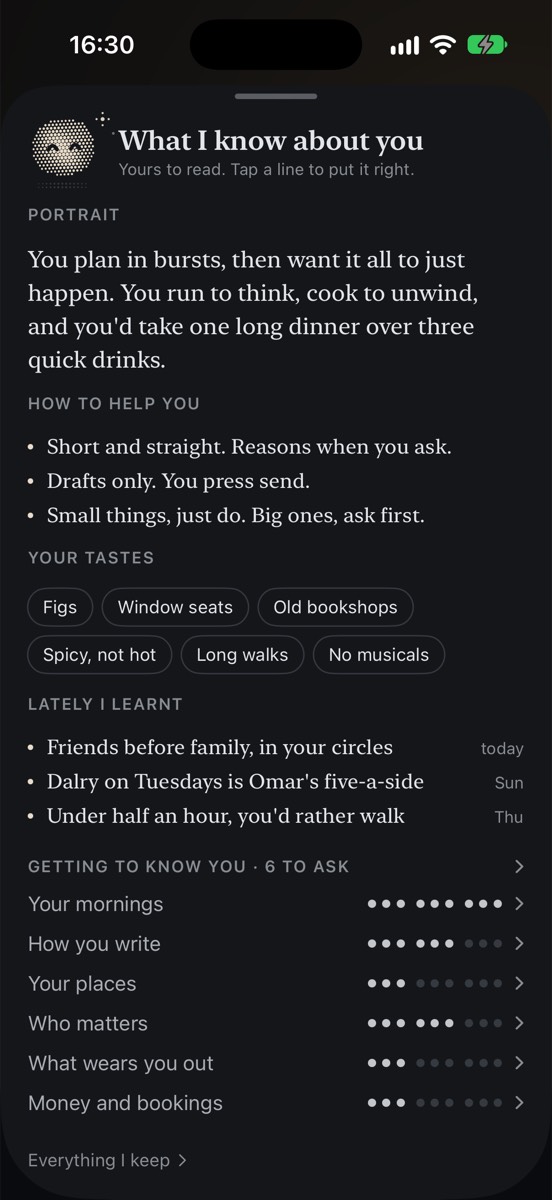 16:30
What I know about you
Yours to read. Tap a line to put it right.
PORTRAIT
You plan in bursts, then want it all to just
happen. You run to think, cook to unwind,
and you'd take one long dinner over three
quick drinks.
HOW TO HELP YOU
• Short and straight. Reasons when you ask.
• Drafts only. You press send.
• Small things, just do. Big ones, ask first.
YOUR TASTES
Figs Window seats Old bookshops
Spicy, not hot Long walks No musicals
LATELY I LEARNT
• Friends before family, in your circles today
• Dalry on Tuesdays is Omar's five-a-side Sun
• Under half an hour, you'd rather walk Thu
GETTING TO KNOW YOU · 6 TO ASK
Your mornings
How you write
Your places
Who matters
What wears you out
Money and bookings
Everything I keep